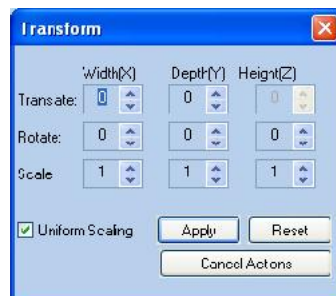 Transform
Width(X) Depth(Y) Height(Z)
Transate: 0 0 0
Rotate: 0 0 0
Scale 1 1 1
Uniform Scaling Apply Reset
Cancel Actions